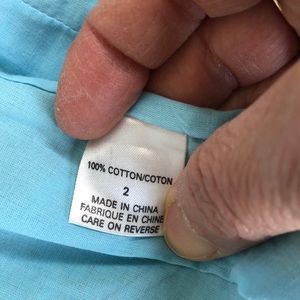 100% COTTON/COTON
2
MADE IN CHINA
FABRIQUE EN CHINE
CARE ON REVERSE